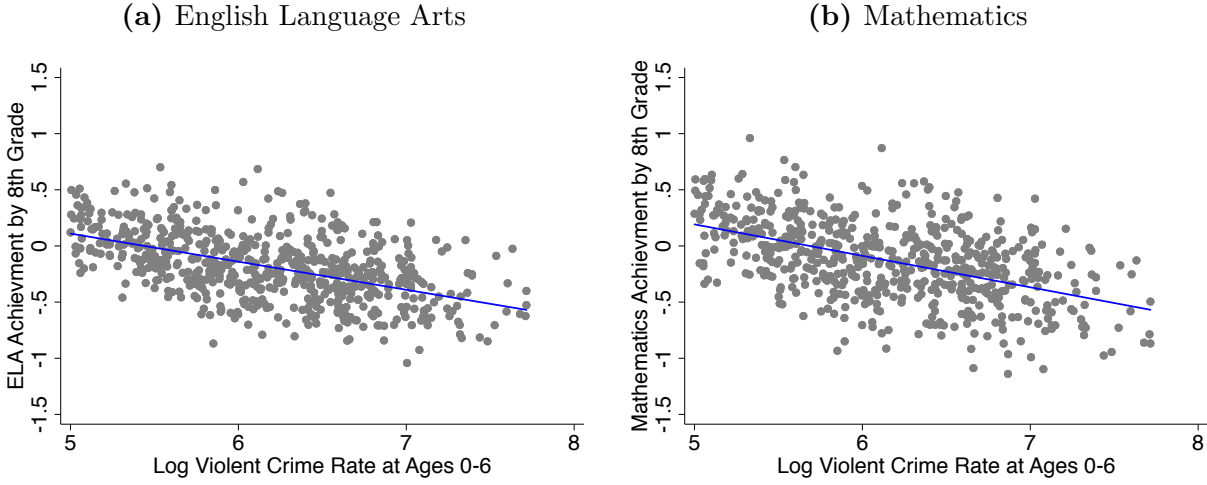 (a) English Language Arts
ELA Achievment by 8th Grade
1.5
1
.5
0
-.5
-1
-1.5
5 6 7 8
Log Violent Crime Rate at Ages 0-6
(b) Mathematics
Mathematics Achievment by 8th Grade
1.5
1
.5
0
-.5
-1
-1.5
5 6 7 8
Log Violent Crime Rate at Ages 0-6